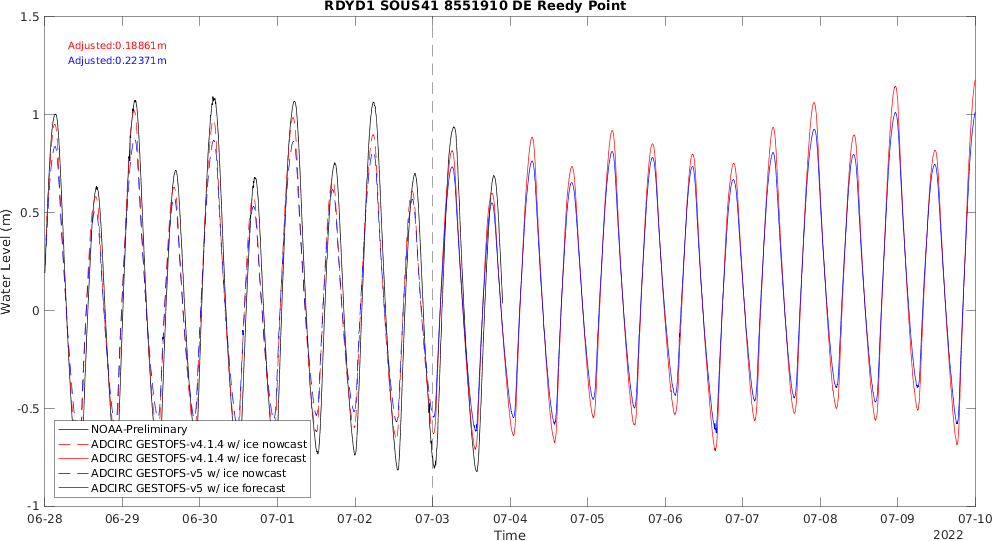 RDYD1 SOUS41 8551910 DE Reedy Point
1.5
Adjusted:0.18861m
Adjusted:0.22371m
1
0.5
0
-0.5
-1
Water Level (m)
NOAA-Preliminary
ADCIRC GESTOFS-v4.1.4 w/ ice nowcast
ADCIRC GESTOFS-v4.1.4 w/ ice forecast
ADCIRC GESTOFS-v5 w/ ice nowcast
ADCIRC GESTOFS-v5 w/ ice forecast
06-28 06-29 06-30 07-01 07-02 07-03 07-04 07-05 07-06 07-07 07-08 07-09 07-10
Time
2022